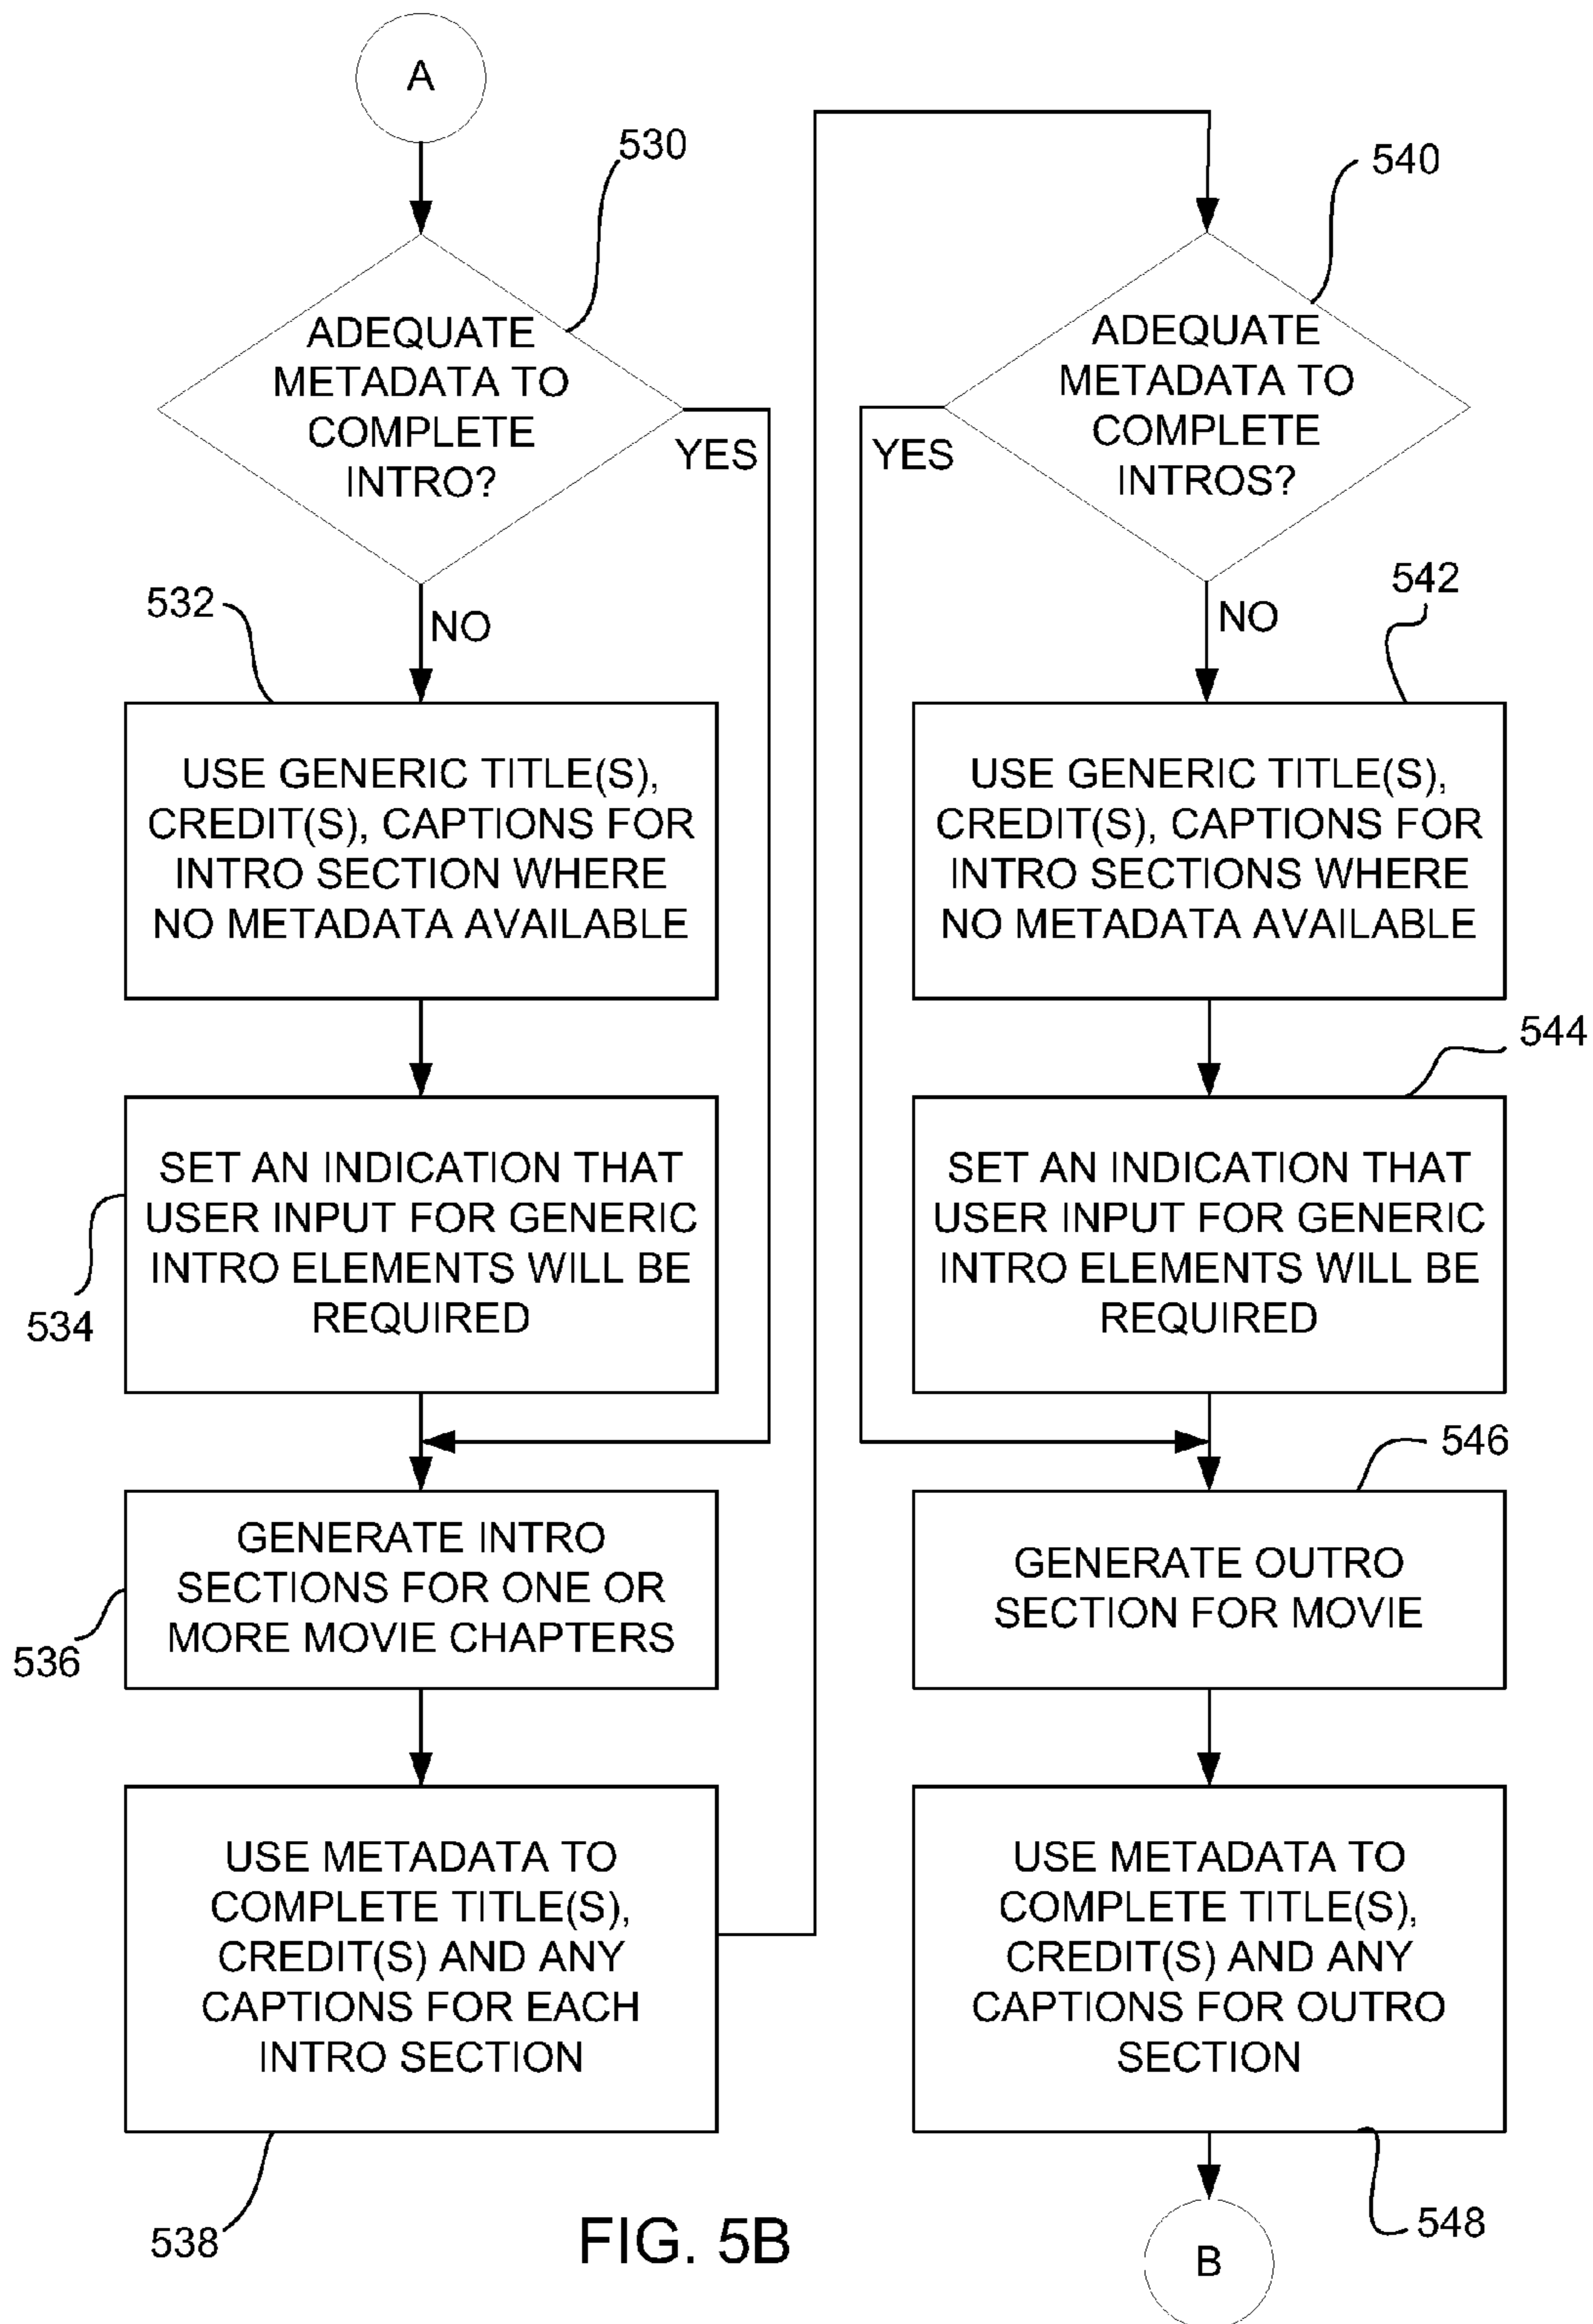 A
530
ADEQUATE
METADATA TO
COMPLETE
INTRO?
YES
NO
532
USE GENERIC TITLE(S),
CREDIT(S), CAPTIONS FOR
INTRO SECTION WHERE
NO METADATA AVAILABLE
SET AN INDICATION THAT
USER INPUT FOR GENERIC
INTRO ELEMENTS WILL BE
REQUIRED
534
GENERATE INTRO
SECTIONS FOR ONE OR
MORE MOVIE CHAPTERS
536
USE METADATA TO
COMPLETE TITLE(S),
CREDIT(S) AND ANY
CAPTIONS FOR EACH
INTRO SECTION
538
540
ADEQUATE
METADATA TO
COMPLETE
INTROS?
YES
NO
542
USE GENERIC TITLE(S),
CREDIT(S), CAPTIONS FOR
INTRO SECTIONS WHERE
NO METADATA AVAILABLE
544
SET AN INDICATION THAT
USER INPUT FOR GENERIC
INTRO ELEMENTS WILL BE
REQUIRED
546
GENERATE OUTRO
SECTION FOR MOVIE
USE METADATA TO
COMPLETE TITLE(S),
CREDIT(S) AND ANY
CAPTIONS FOR OUTRO
SECTION
548
B
FIG. 5B